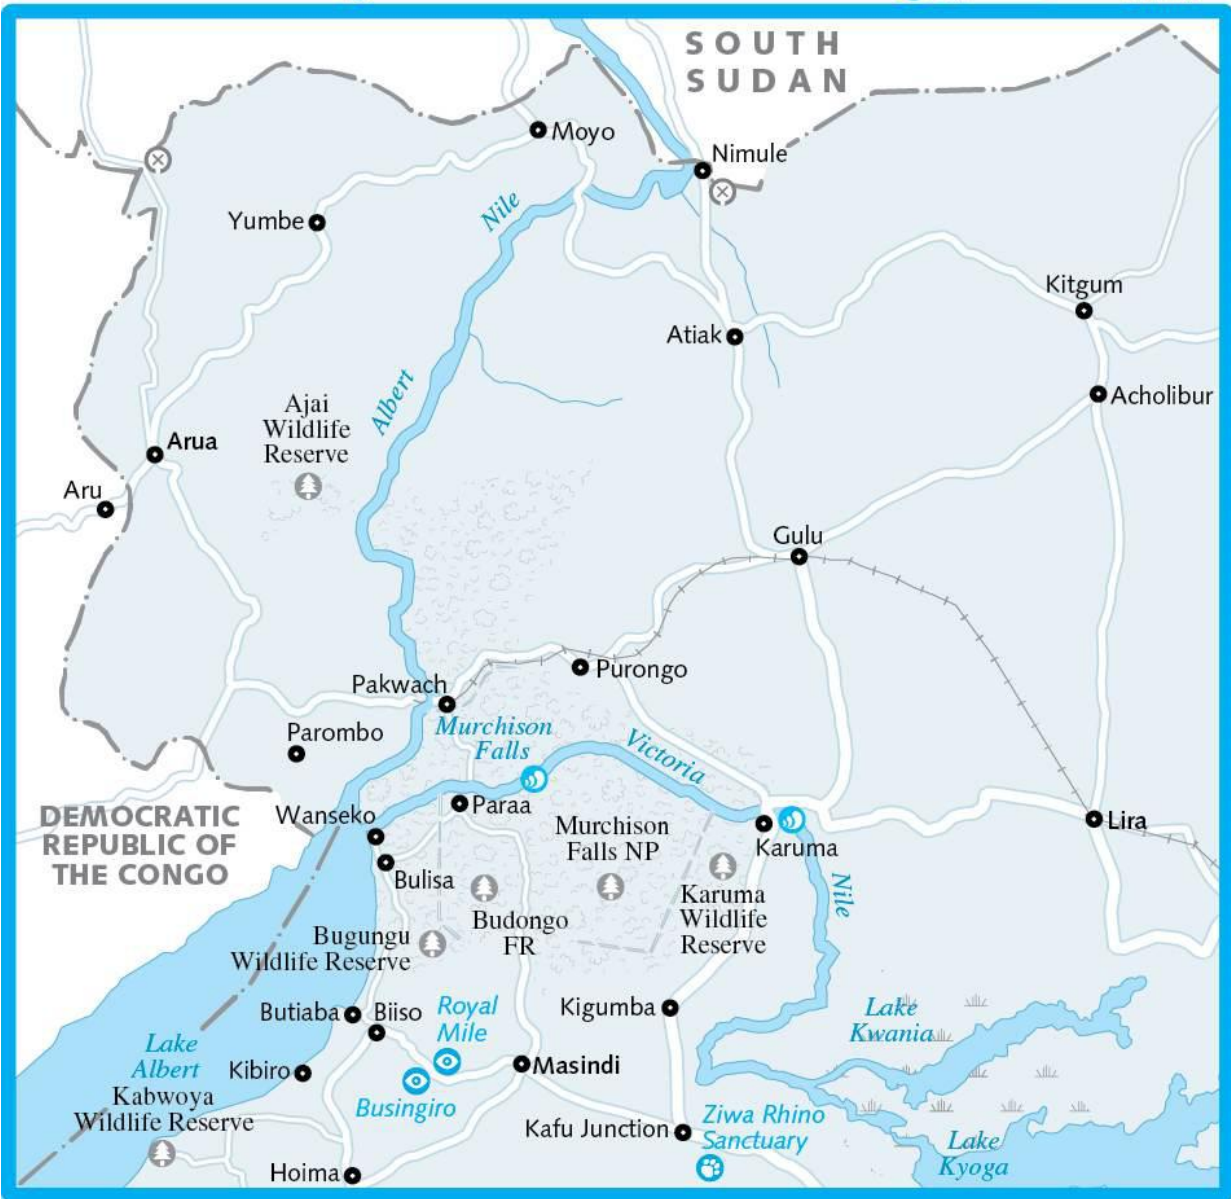 SOUTH
SUDAN
Moyo
Nimule
Yumbe
Nile
Kitgum
Atiak
Albert
Acholibur
Ajai
Wildlife
Reserve
Arua
Aru
Gulu
Purongo
Pakwach
Murchison
Falls
Victoria
Parombo
Paraa
Wanseko
DEMOCRATIC
REPUBLIC OF
THE CONGO
Murchison
Falls NP
Karuma
Lira
Bulisa
Nile
Karuma
Wildlife
Reserve
Budongo
FR
Bugungu
Wildlife Reserve
Butiaba
Biiso
Royal
Mile
Kigumba
Lake
Kwania
Lake
Albert
Kibiro
Masindi
Kabwoya
Wildlife Reserve
Busingiro
Kafu Junction
Ziwa Rhino
Sanctuary
Lake
Kyoga
Hoima